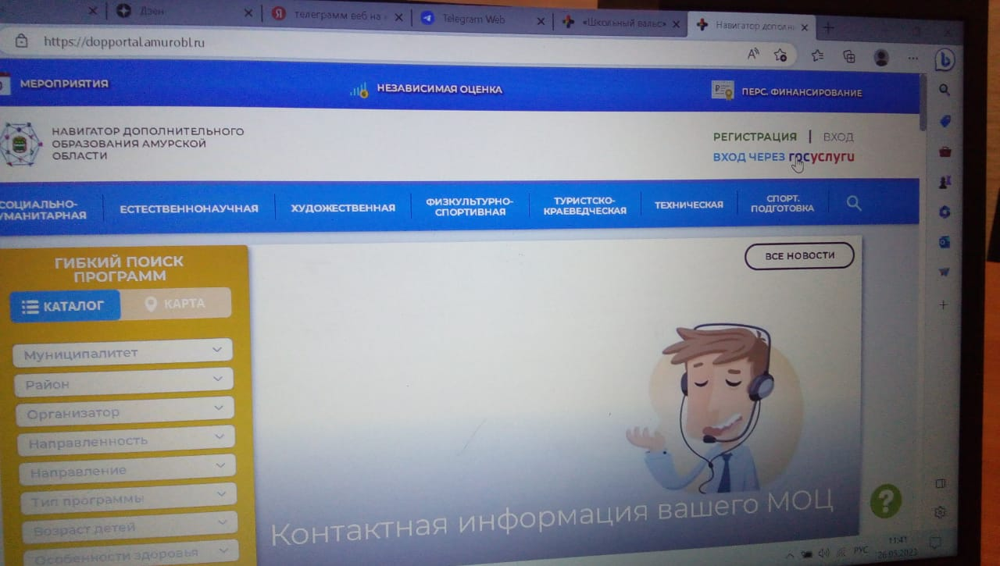 Дзен
телеграмм веб на
Telegram Web
«Школьный вальс»
Навигатор дополн
https://dopportal.amurobl.ru
МЕРОПРИЯТИЯ
НЕЗАВИСИМАЯ ОЦЕНКА
ПЕРС. ФИНАНСИРОВАНИЕ
НАВИГАТОР ДОПОЛНИТЕЛЬНОГО
ОБРАЗОВАНИЯ АМУРСКОЙ
ОБЛАСТИ
РЕГИСТРАЦИЯ | ВХОД
ВХОД ЧЕРЕЗ госуслуги
СОЦИАЛЬНО-
УМАНИТАРНАЯ
ЕСТЕСТВЕННОНАУЧНАЯ
ХУДОЖЕСТВЕННАЯ
ФИЗКУЛЬТУРНО-
СПОРТИВНАЯ
ТУРИСТСКО-
КРАЕВЕДЧЕСКАЯ
ТЕХНИЧЕСКАЯ
СПОРТ.
ПОДГОТОВКА
ГИБКИЙ ПОИСК
ПРОГРАММ
КАТАЛОГ
КАРТА
Муниципалитет
Район
Организатор
Направленность
Направление
Тип программы
Возраст детей
Особенности здоровья
ВСЕ НОВОСТИ
Контактная информация вашего МОЦ
?
РУС
11:41
26.05.2023